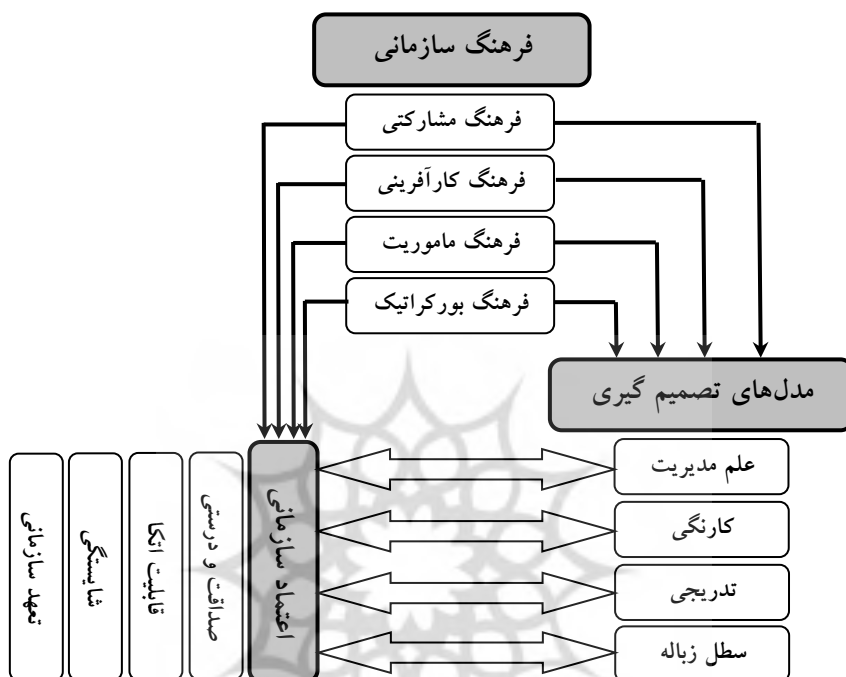 فرهنگ سازمانی
فرهنگ مشارکتی
فرهنگ کارآفرینی
فرهنگ ماموریت
فرهنگ بورکراتیک
مدل‌های تصمیم گیری
علم مدیریت
کارنگی
تدریجی
سطل زباله
اعتماد سازمانی
صداقت و درستی
قابلیت اتکا
شایستگی
تعهد سازمانی